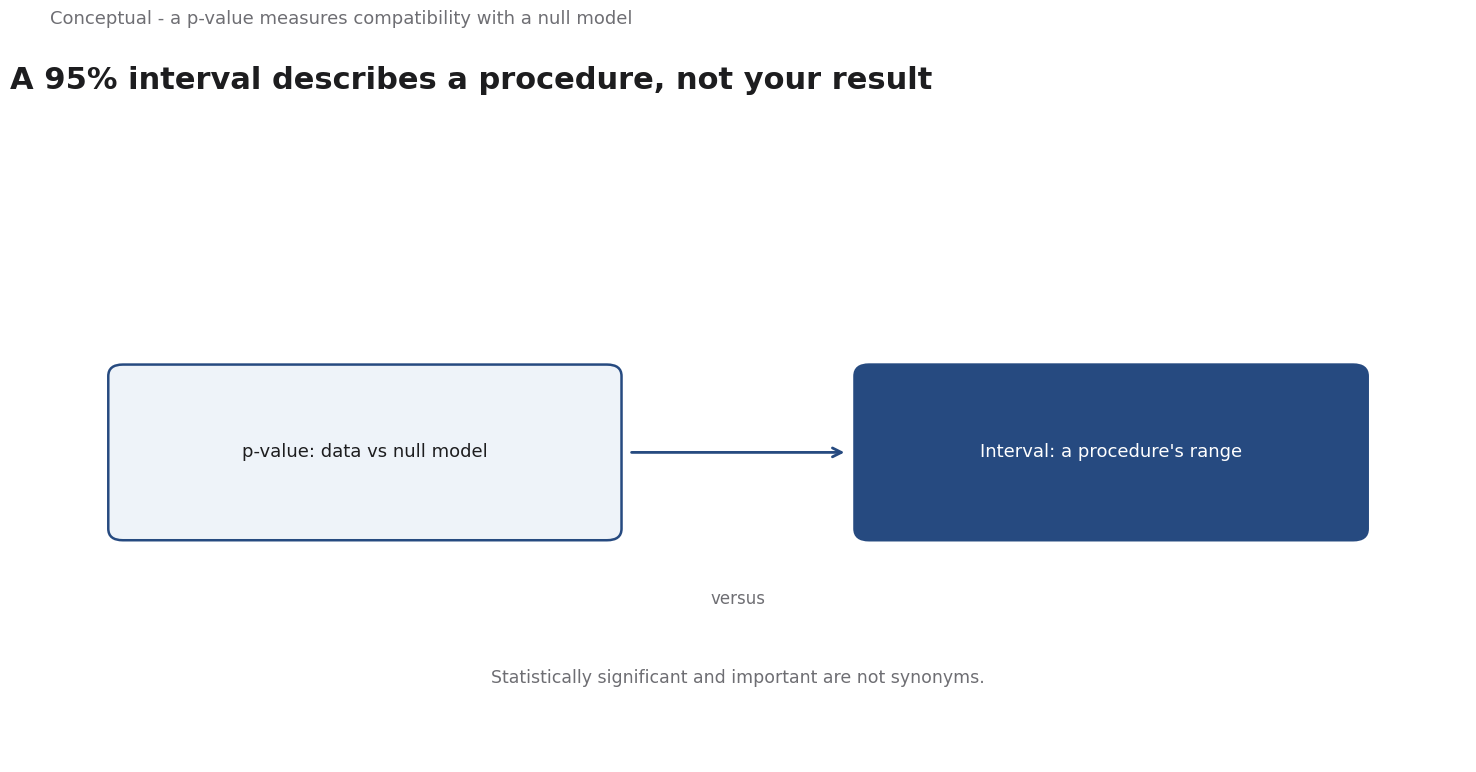 Conceptual - a p-value measures compatibility with a null model
A 95% interval describes a procedure, not your result
p-value: data vs null model
Interval: a procedure's range
versus
Statistically significant and important are not synonyms.